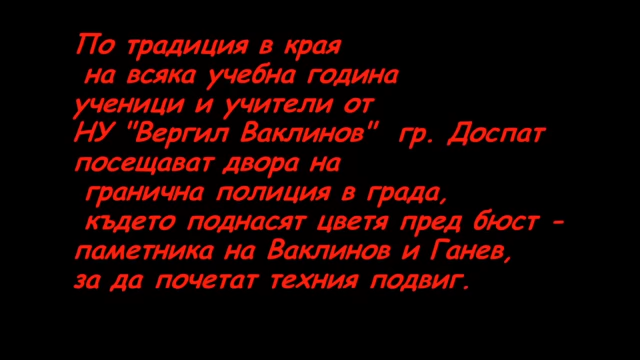 По традиция в края
на всяка учебна година
ученици и учители от
НУ "Вергил Ваклинов" гр. Доспат
посещават двора на
гранична полиция в града,
където поднасят цветя пред бюст -
паметника на Ваклинов и Ганев,
за да почетат техния подвиг.